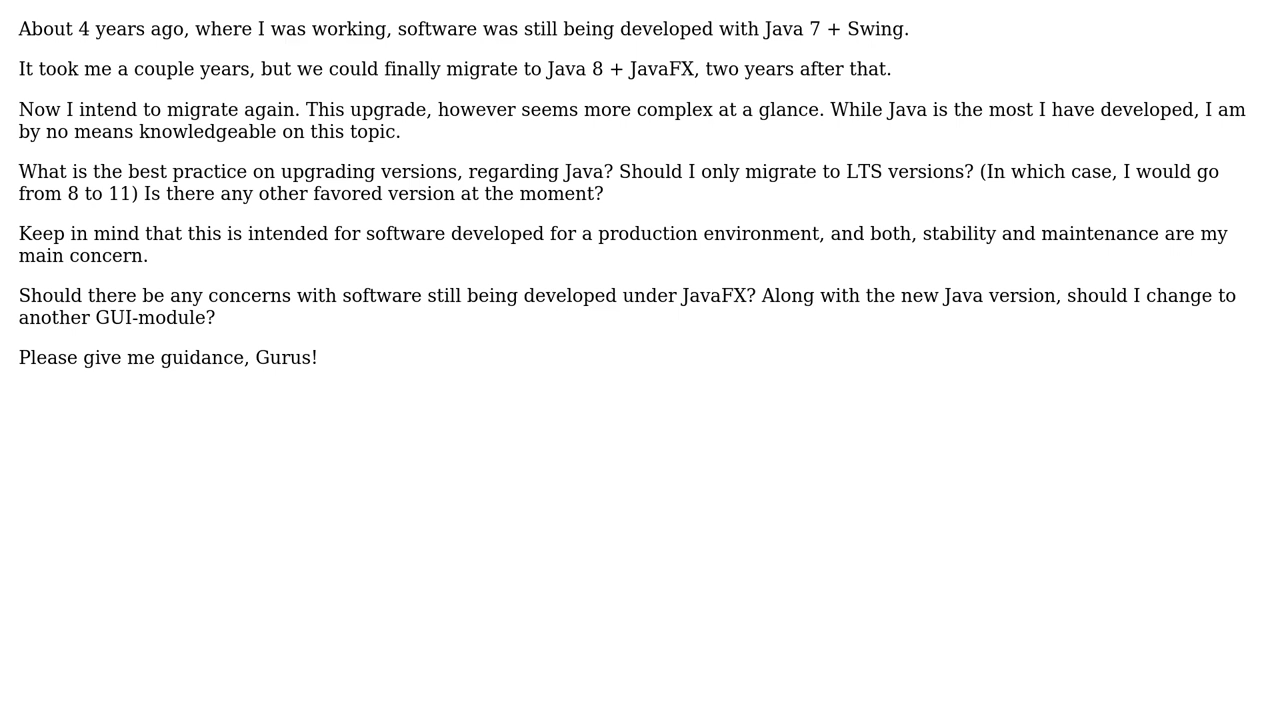 About 4 years ago, where I was working, software was still being developed with Java 7 + Swing.
It took me a couple years, but we could finally migrate to Java 8 + JavaFX, two years after that.
Now I intend to migrate again. This upgrade, however seems more complex at a glance. While Java is the most I have developed, I am
by no means knowledgeable on this topic.
What is the best practice on upgrading versions, regarding Java? Should I only migrate to LTS versions? (In which case, I would go
from 8 to 11) Is there any other favored version at the moment?
Keep in mind that this is intended for software developed for a production environment, and both, stability and maintenance are my
main concern.
Should there be any concerns with software still being developed under JavaFX? Along with the new Java version, should I change to
another GUI-module?
Please give me guidance, Gurus!